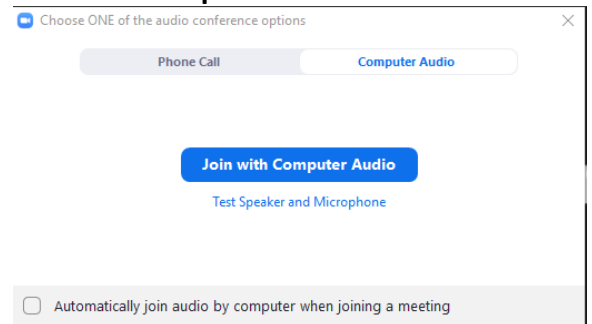 Choose ONE of the audio conference options
Phone Call
Computer Audio
Join with Computer Audio
Test Speaker and Microphone
Automatically join audio by computer when joining a meeting